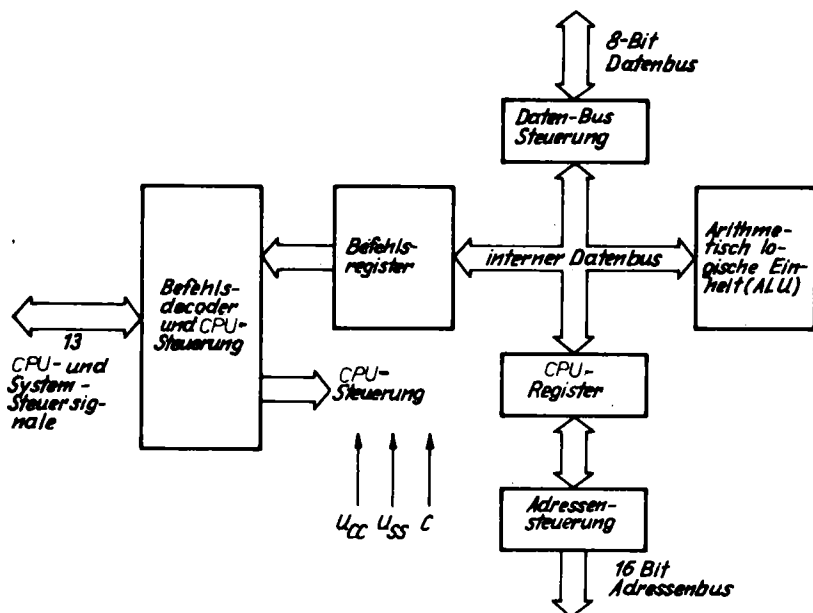 8-Bit
Datenbus
Daten-Bus
Steuerung
Befehls-
decoder
und CPU-
Steuerung
Befehls-
register
interner Datenbus
Arithme-
tisch lo-
gische Ein-
heit (ALU)
13
CPU- und
System-
Steuersig-
nale
CPU-
Steuerung
CPU-
Register
U_CC U_SS C
Adressen-
steuerung
16 Bit
Adressenbus